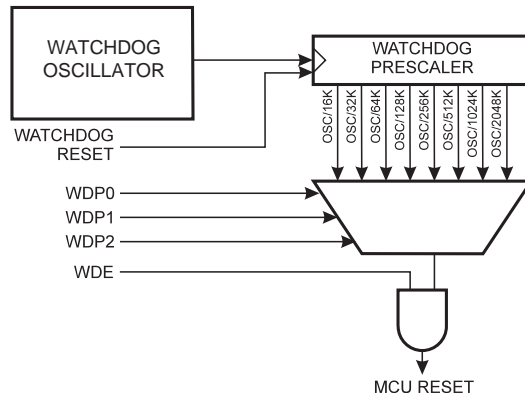 WATCHDOG
OSCILLATOR
WATCHDOG
PRESCALER
WATCHDOG
RESET
OSC/16K
OSC/32K
OSC/64K
OSC/128K
OSC/256K
OSC/512K
OSC/1024K
OSC/2048K
WDP0
WDP1
WDP2
WDE
MCU RESET